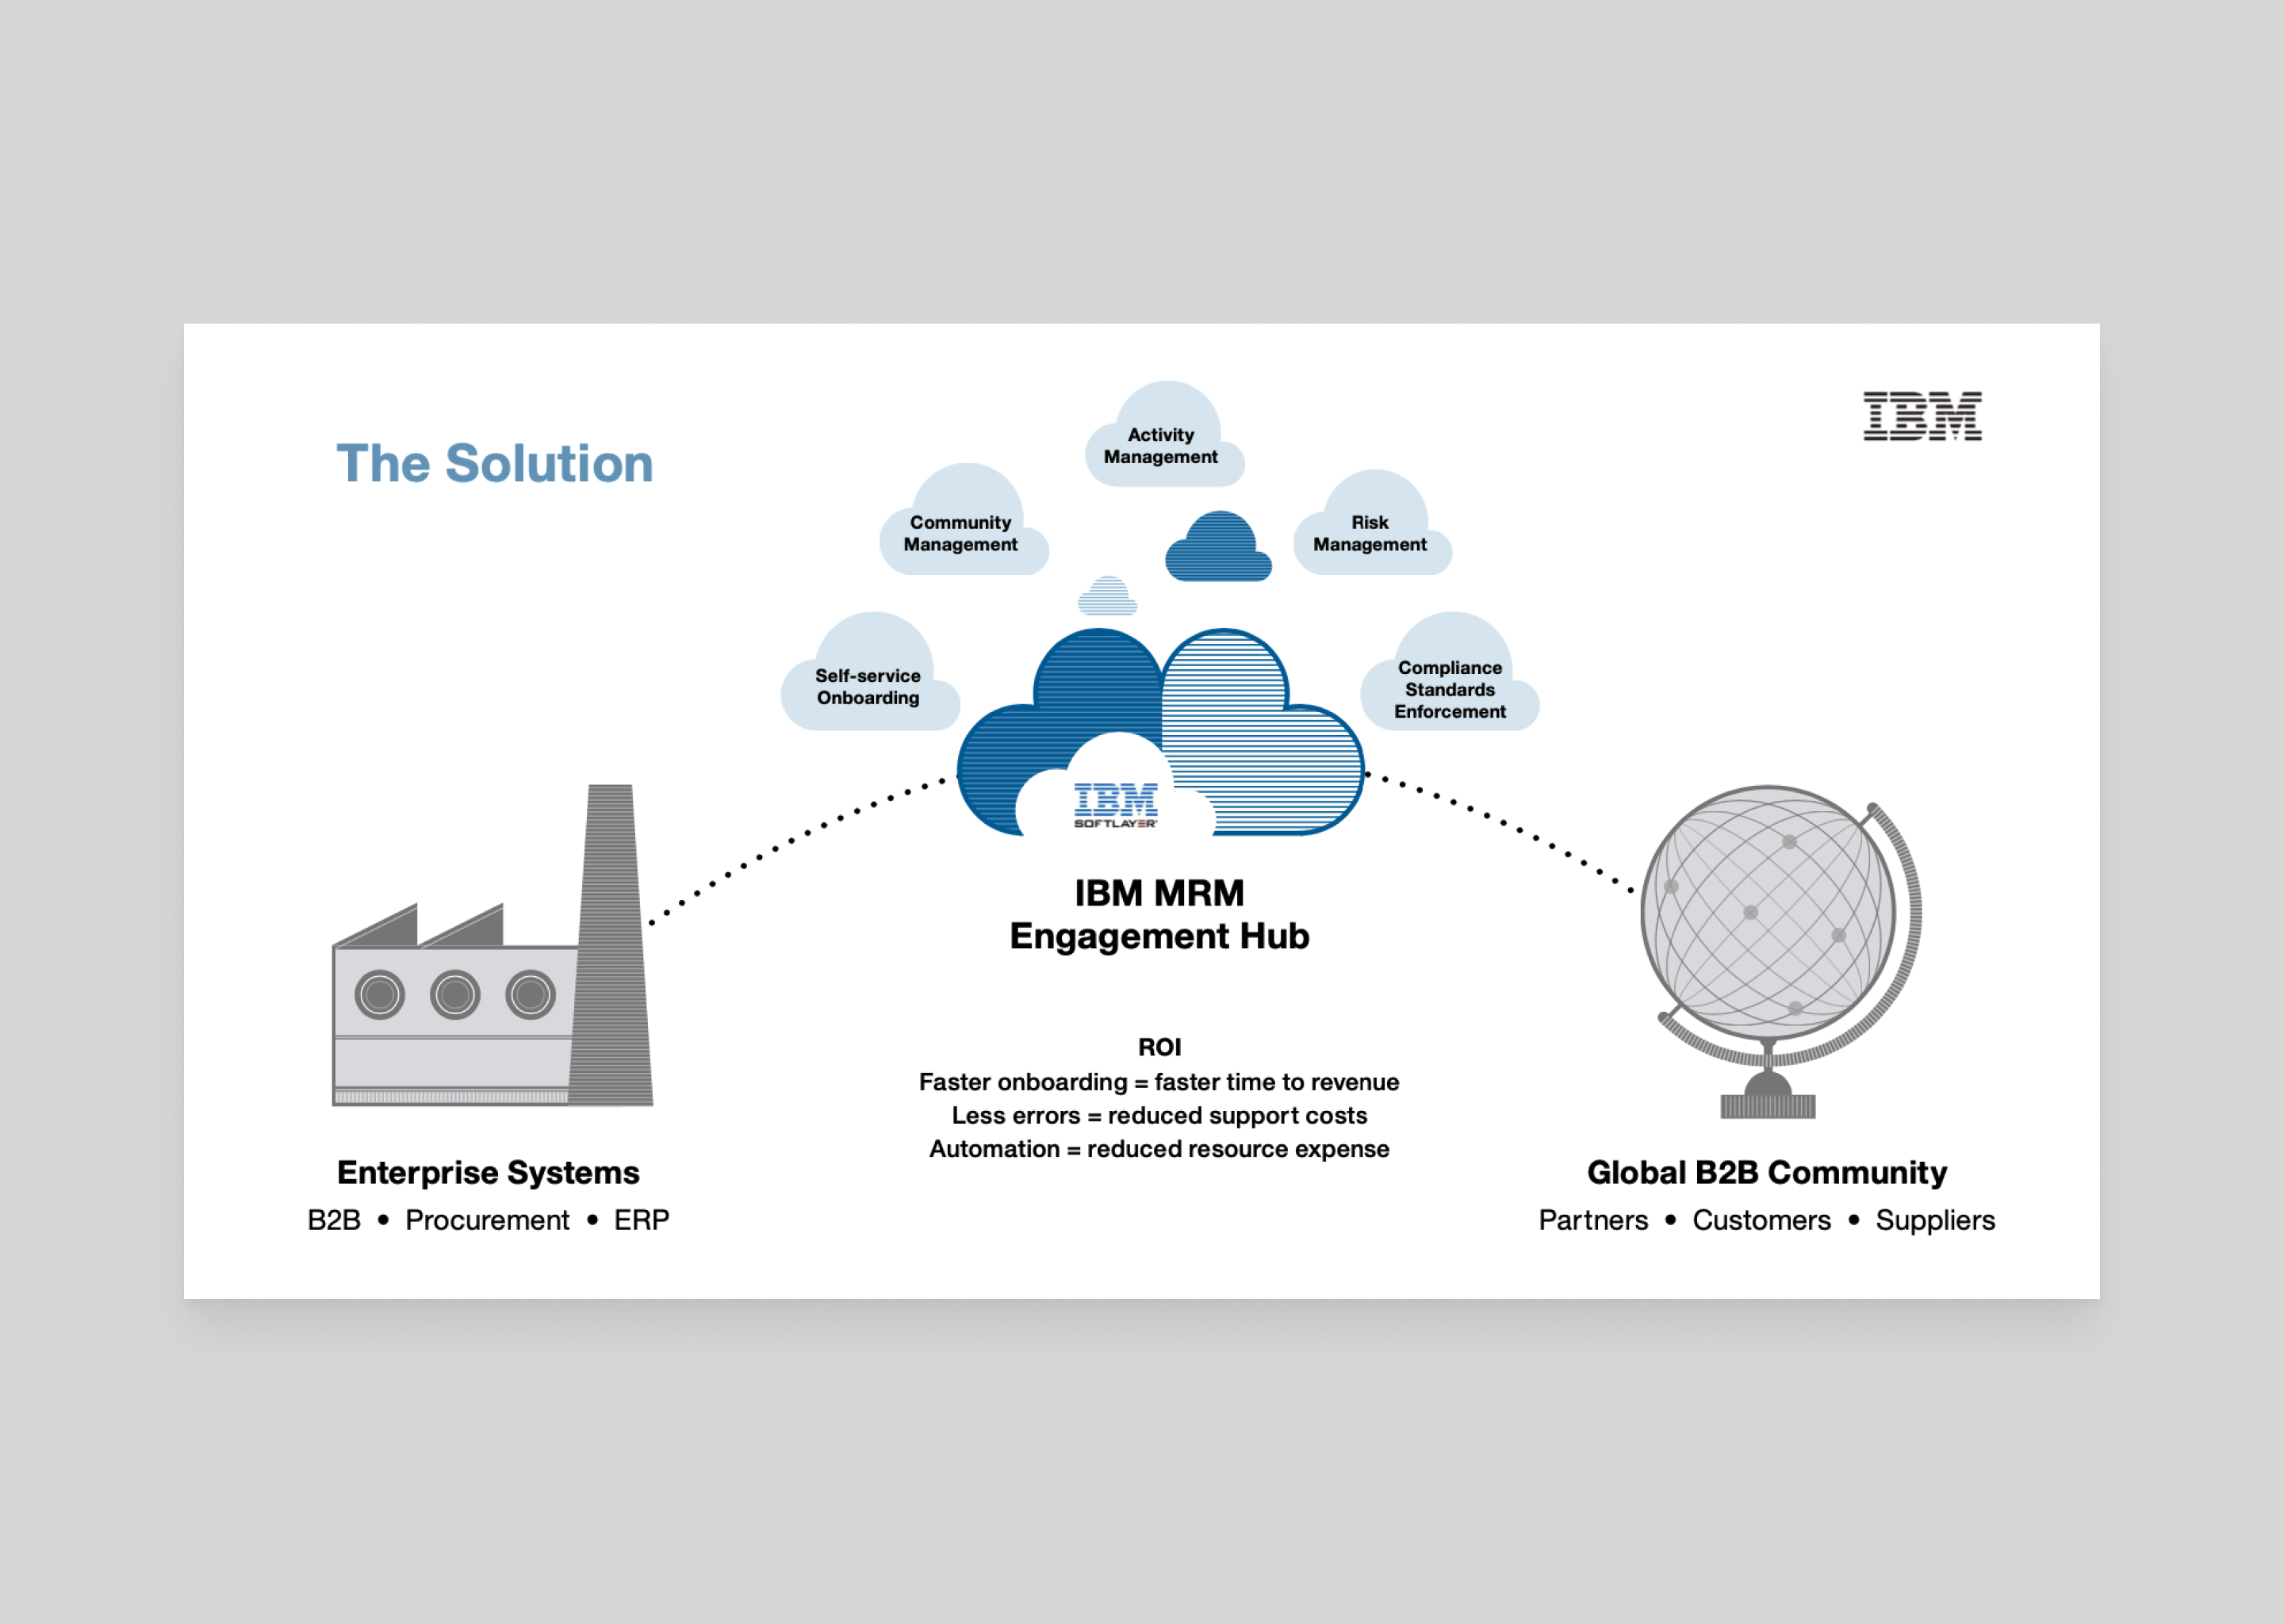 The Solution
IBM
Activity
Management
Community
Management
Risk
Management
Self-service
Onboarding
Compliance
Standards
Enforcement
IBM
SOFTLAYER
IBM MRM
Engagement Hub
ROI
Faster onboarding = faster time to revenue
Less errors = reduced support costs
Automation = reduced resource expense
Enterprise Systems
B2B • Procurement • ERP
Global B2B Community
Partners • Customers • Suppliers